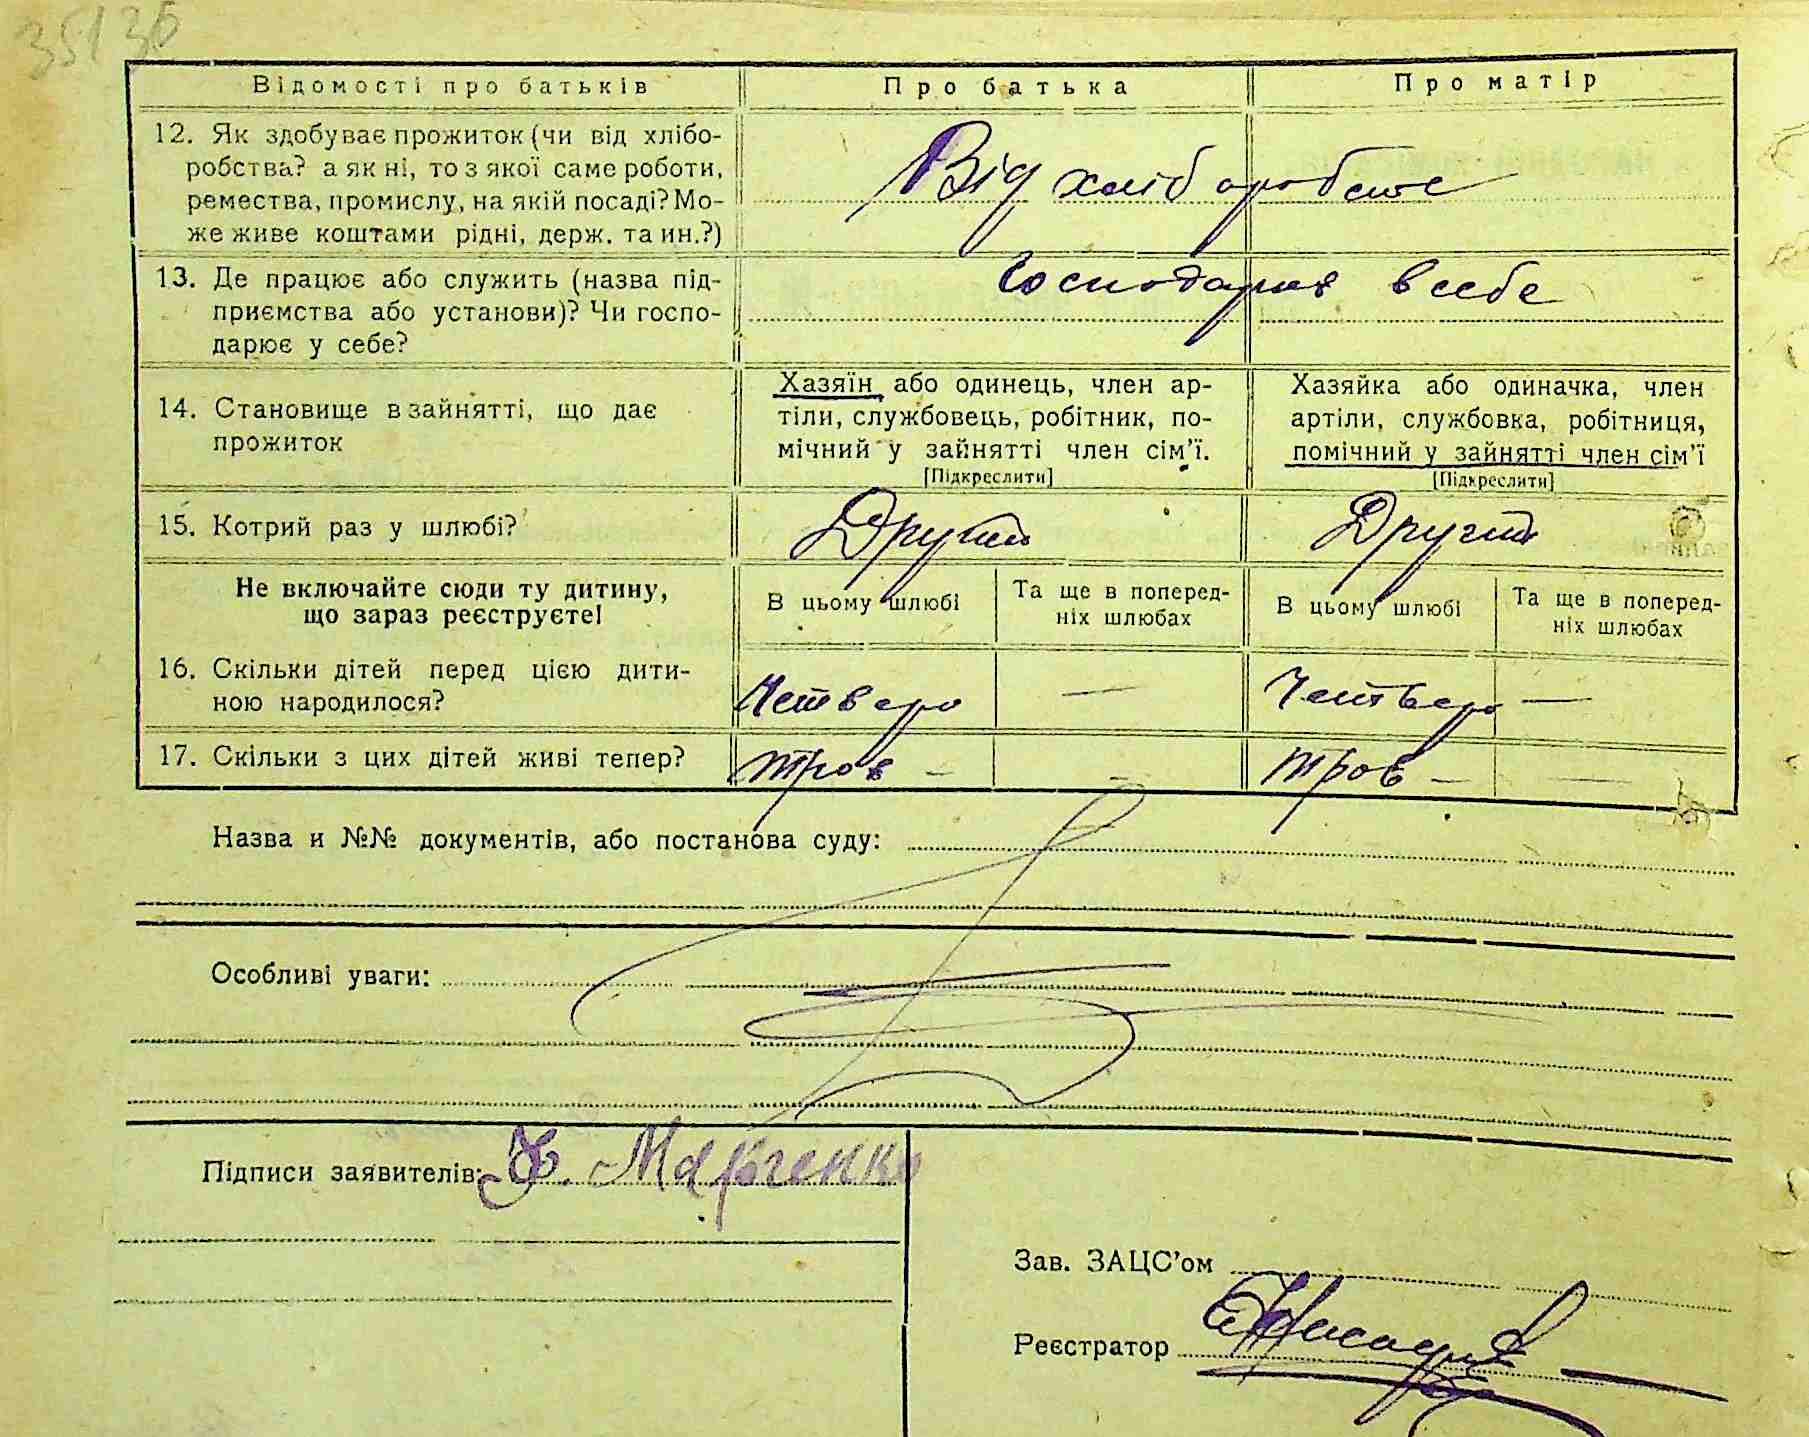 35136
Відомості про батьків
Про батька
Про матір
12. Як здобуває прожиток (чи від хлібо-
робства? а як ні, то з якої саме роботи,
ремества, промислу, на якій посаді? Мо-
же живе коштами рідні, держ. та ин.?)
Від хліборобств
13. Де працює або служить (назва під-
приємства або установи)? Чи госпо-
дарює у себе?
Господарює в себе
14. Становище в зайнятті, що дає
прожиток
Хазяїн або одинець, член ар-
тіли, службовець, робітник, по-
мічний у зайнятті член сім'ї.
[Підкреслити]
Хазяйка або одиначка, член
артіли, службовка, робітниця,
помічний у зайнятті член сім'ї
[Підкреслити]
15. Котрий раз у шлюбі?
Другий
Другий
Не включайте сюди ту дитину,
що зараз реєструєте!
В цьому шлюбі
Та ще в поперед-
ніх шлюбах
В цьому шлюбі
Та ще в поперед-
ніх шлюбах
16. Скільки дітей перед цією дити-
ною народилося?
Четверо
—
Четверо
—
17. Скільки з цих дітей живі тепер?
троє —
—
троє —
—
Назва и №№ документів, або постанова суду:
Особливі уваги:
Підписи заявителів: Марченко
Зав. ЗАЦС'ом
Реєстратор